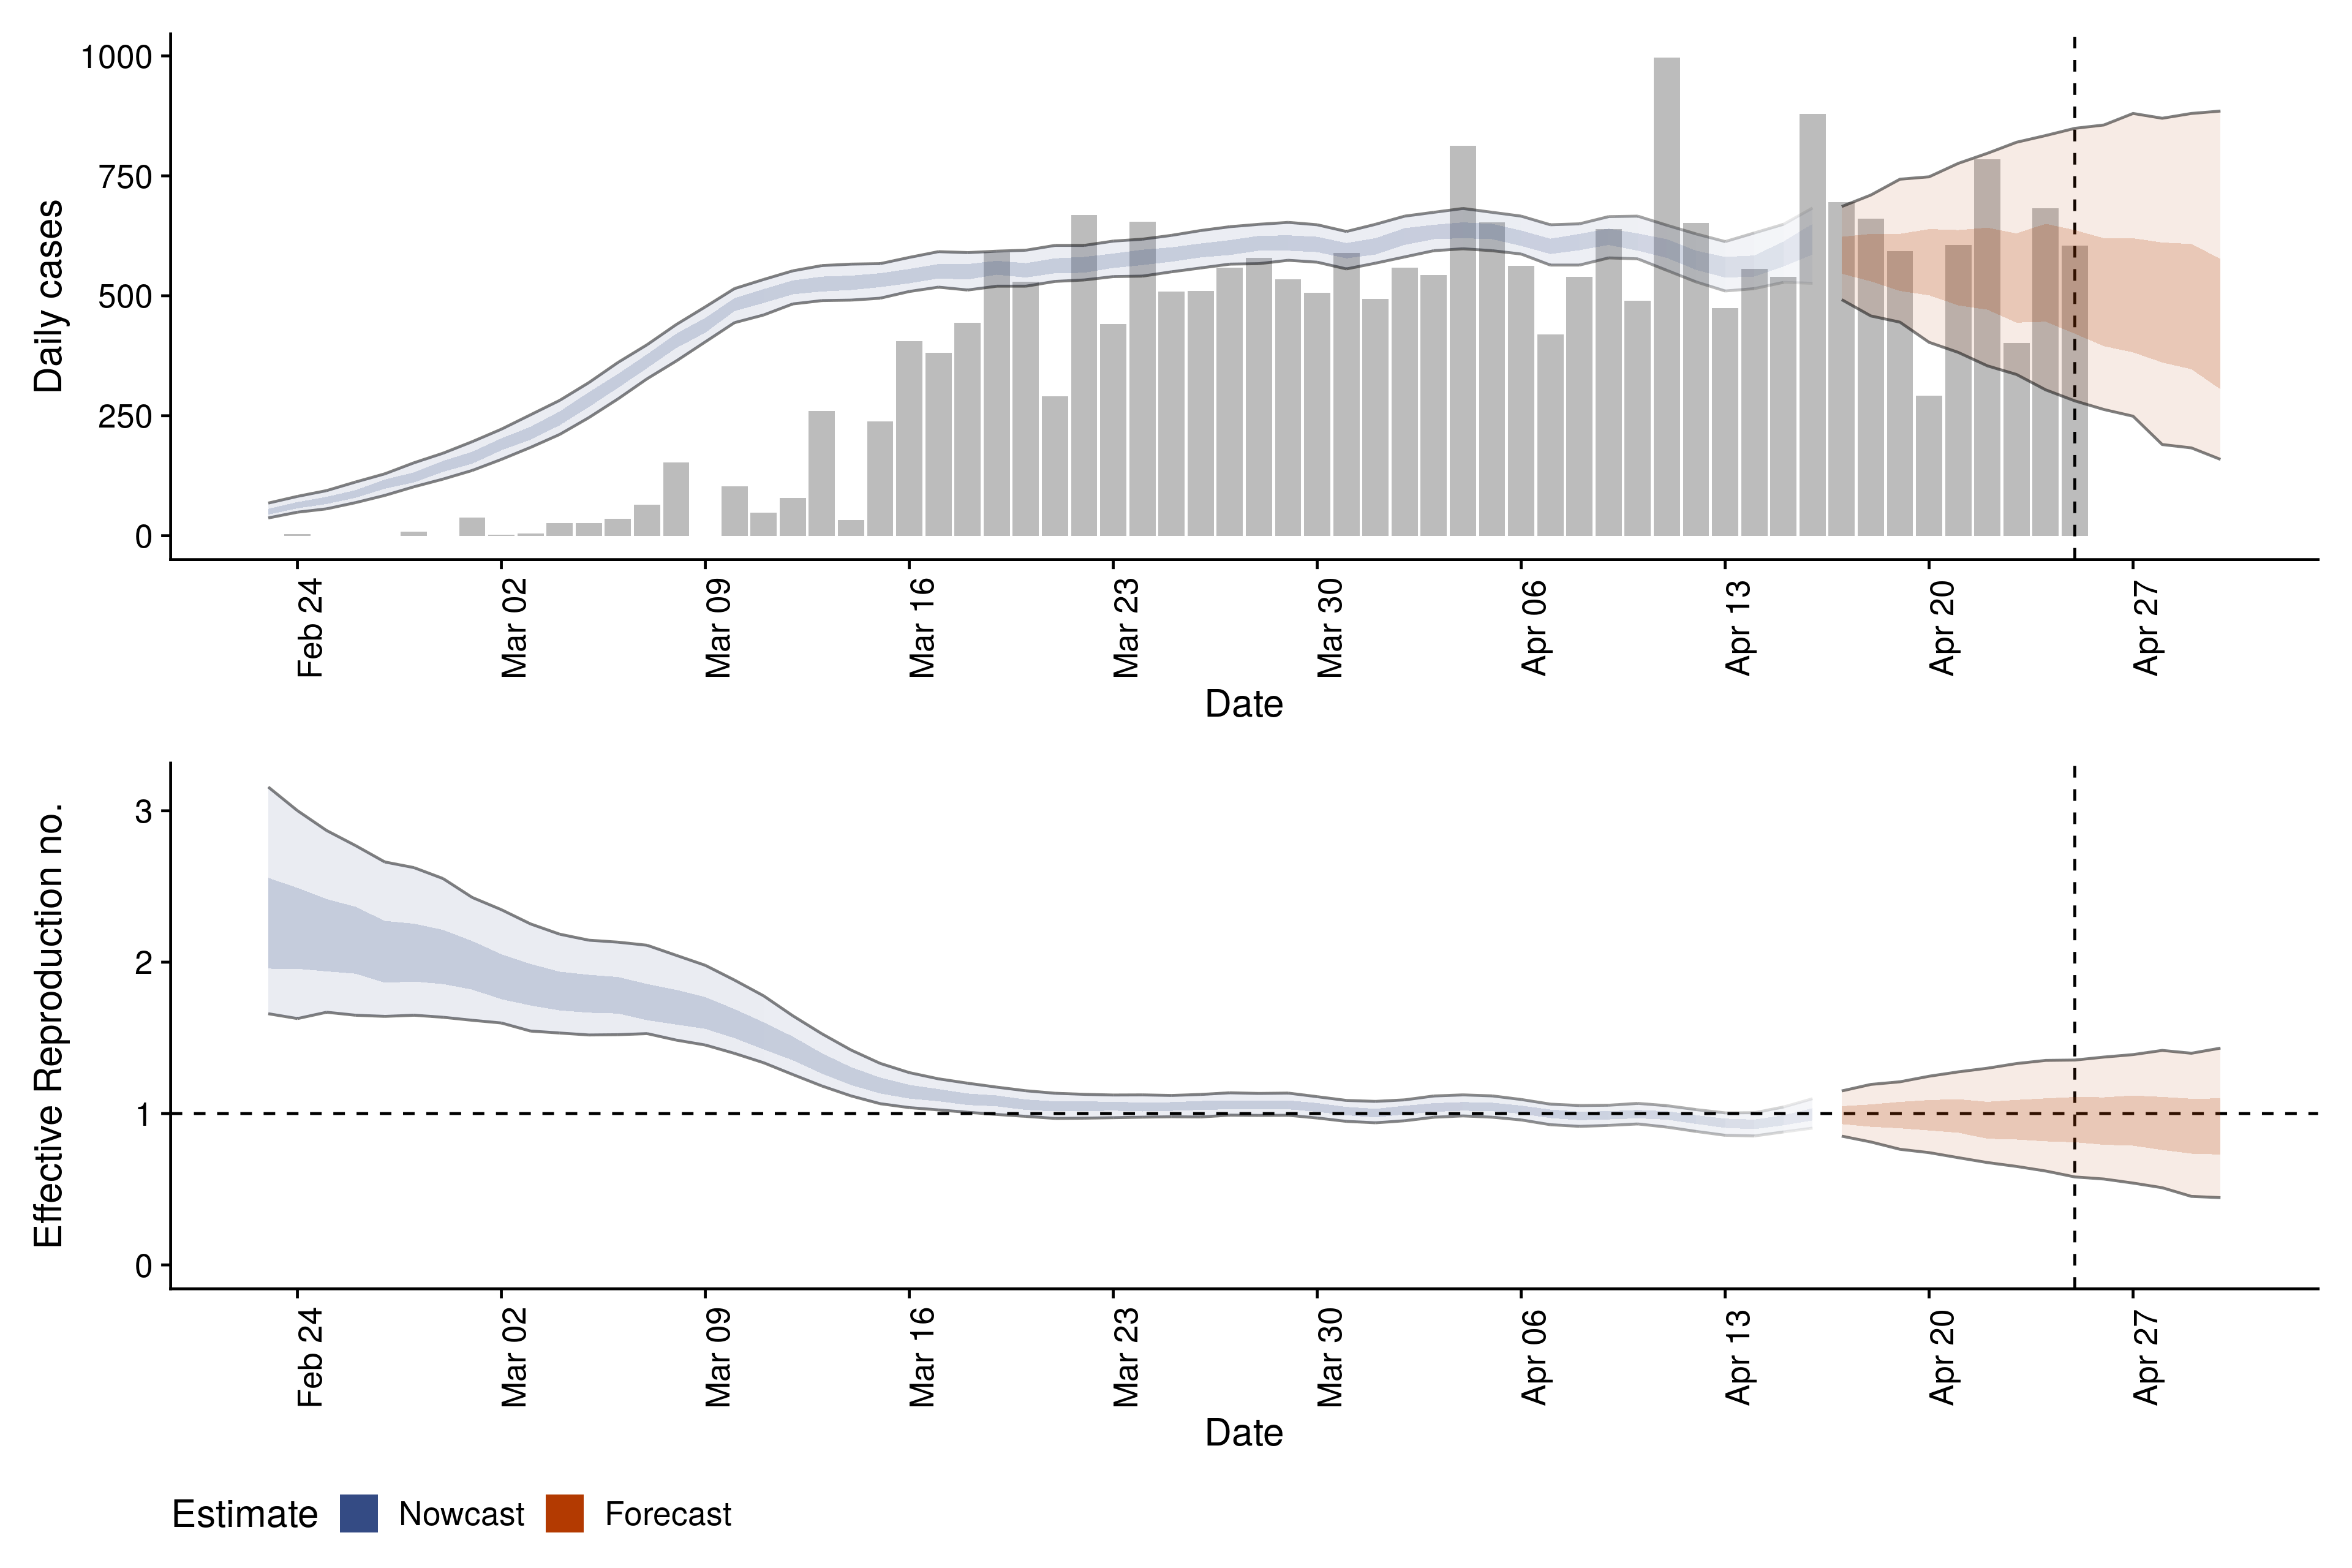 1000
750
500
250
0
Daily cases
Feb 24
Mar 02
Mar 09
Mar 16
Mar 23
Mar 30
Apr 06
Apr 13
Apr 20
Apr 27
Date
3
2
1
0
Effective Reproduction no.
Feb 24
Mar 02
Mar 09
Mar 16
Mar 23
Mar 30
Apr 06
Apr 13
Apr 20
Apr 27
Date
Estimate Nowcast Forecast